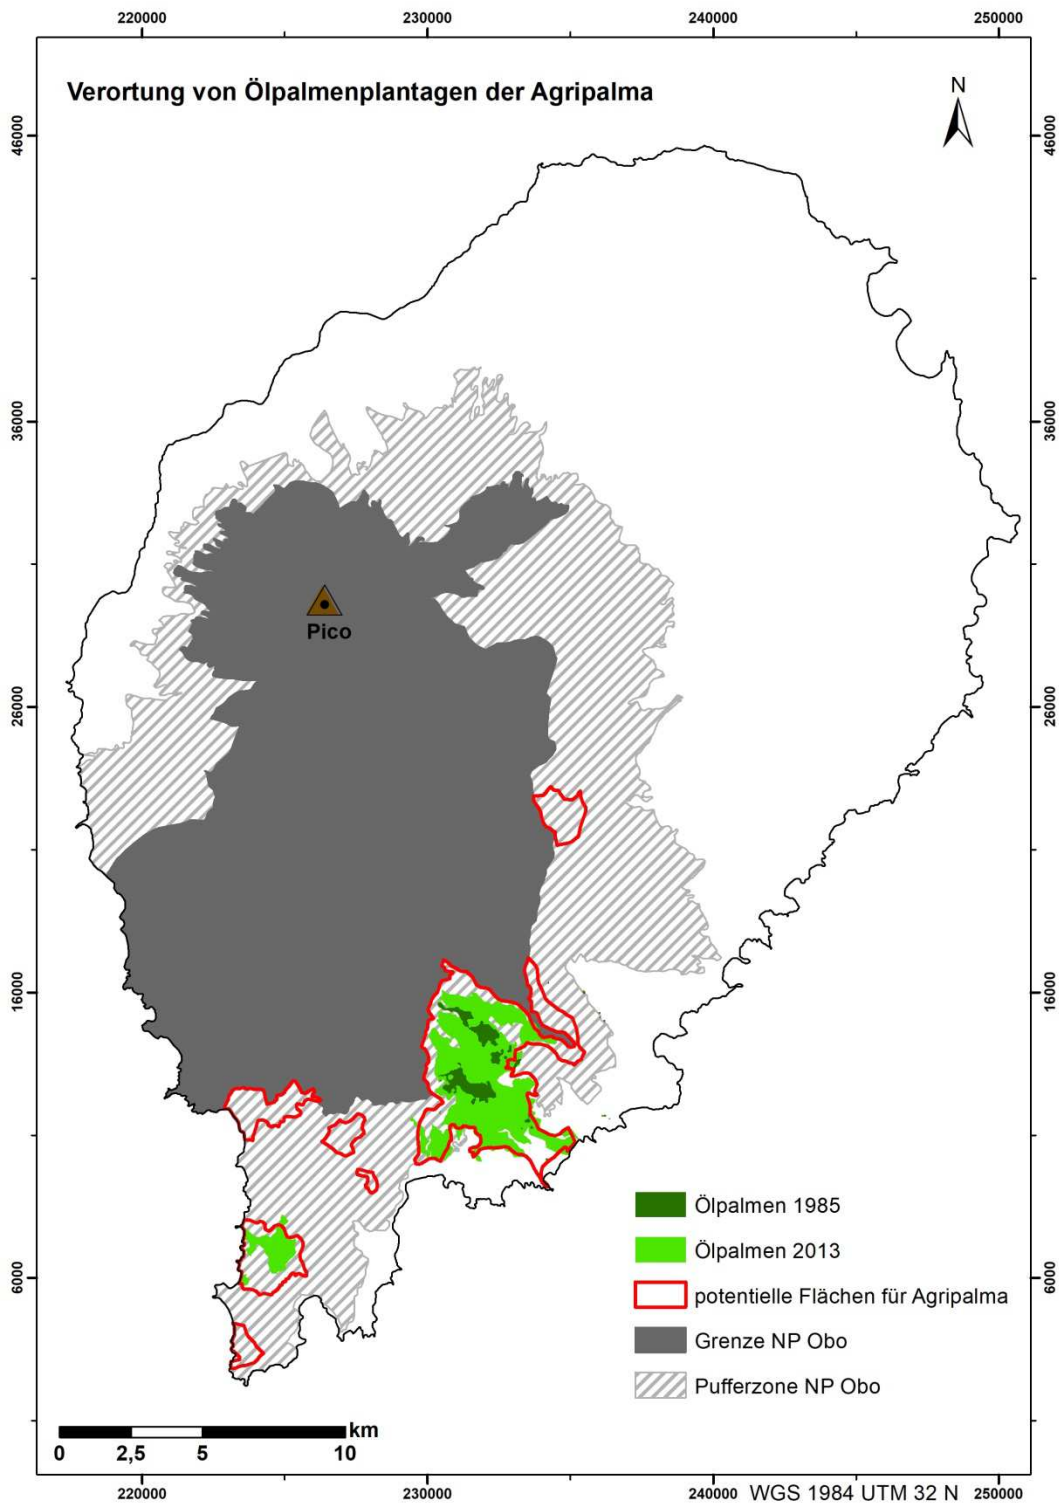 220000 230000 240000 250000
Verortung von Ölpalmenplantagen der Agripalma
N
46000 46000
36000 36000
Pico
26000 26000
16000 16000
Ölpalmen 1985
Ölpalmen 2013
6000 6000
potentielle Flächen für Agripalma
Grenze NP Obo
Pufferzone NP Obo
km
0 2,5 5 10
220000 230000 240000 250000
WGS 1984 UTM 32 N